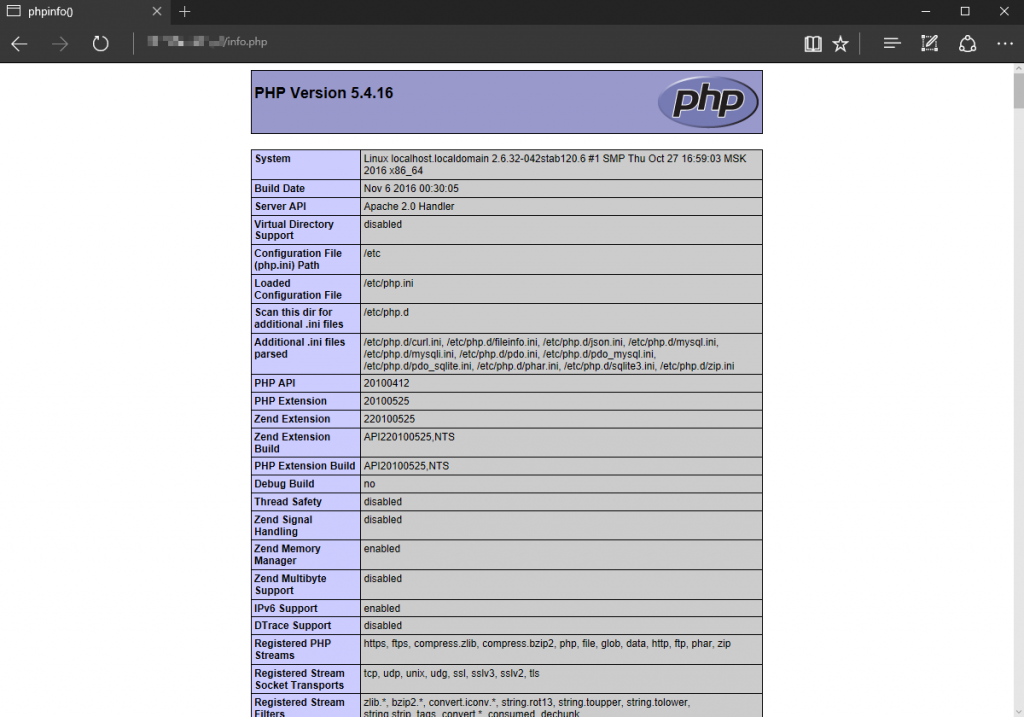 phpinfo()
/info.php
PHP Version 5.4.16
php
System
Linux localhost.localdomain 2.6.32-042stab120.6 #1 SMP Thu Oct 27 16:59:03 MSK
2016 x86_64
Build Date
Nov 6 2016 00:30:05
Server API
Apache 2.0 Handler
Virtual Directory
Support
disabled
Configuration File
(php.ini) Path
/etc
Loaded
Configuration File
/etc/php.ini
Scan this dir for
additional .ini files
/etc/php.d
Additional .ini files
parsed
/etc/php.d/curl.ini, /etc/php.d/fileinfo.ini, /etc/php.d/json.ini, /etc/php.d/mysql.ini,
/etc/php.d/mysqli.ini, /etc/php.d/pdo.ini, /etc/php.d/pdo_mysql.ini,
/etc/php.d/pdo_sqlite.ini, /etc/php.d/phar.ini, /etc/php.d/sqlite3.ini, /etc/php.d/zip.ini
PHP API
20100412
PHP Extension
20100525
Zend Extension
220100525
Zend Extension
Build
API220100525,NTS
PHP Extension Build
API20100525,NTS
Debug Build
no
Thread Safety
disabled
Zend Signal
Handling
disabled
Zend Memory
Manager
enabled
Zend Multibyte
Support
disabled
IPv6 Support
enabled
DTrace Support
disabled
Registered PHP
Streams
https, ftps, compress.zlib, compress.bzip2, php, file, glob, data, http, ftp, phar, zip
Registered Stream
Socket Transports
tcp, udp, unix, udg, ssl, sslv3, sslv2, tls
Registered Stream
Filters
zlib.*, bzip2.*, convert.iconv.*, string.rot13, string.toupper, string.tolower,
string.strip_tags, convert.*, consumed, dechunk